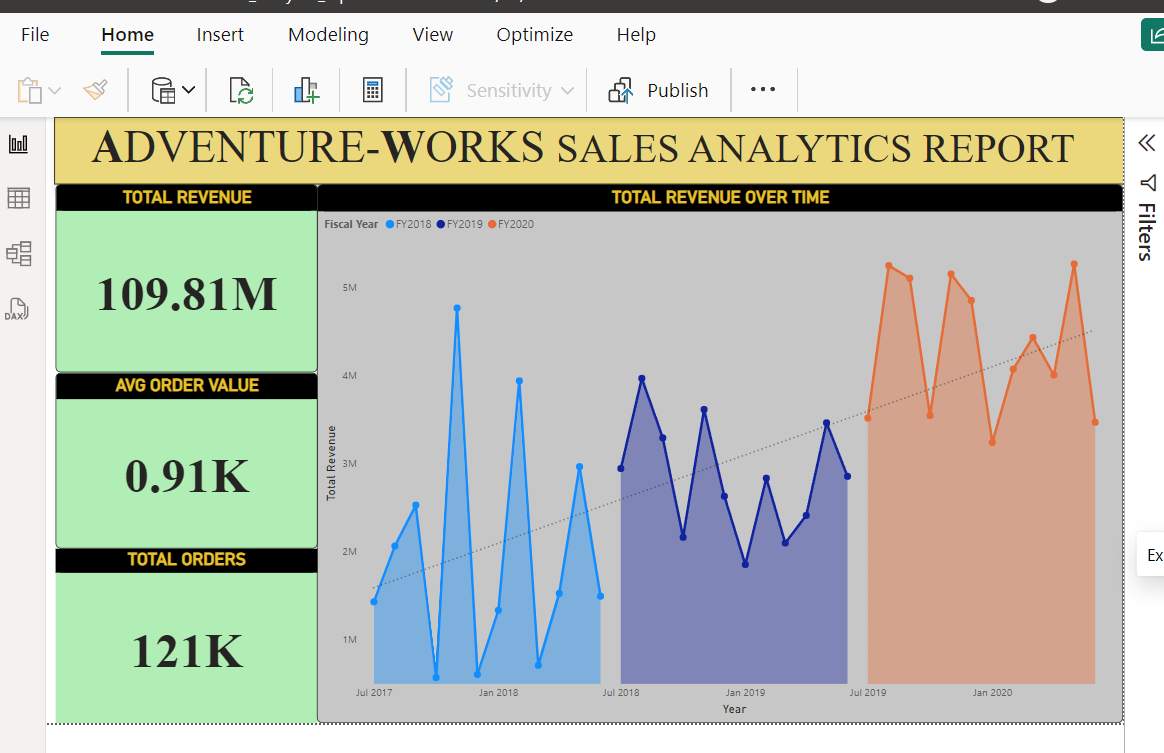 File Home Insert Modeling View Optimize Help
Sensitivity Publish ...
ADVENTURE-WORKS SALES ANALYTICS REPORT
TOTAL REVENUE
109.81M
AVG ORDER VALUE
0.91K
TOTAL ORDERS
121K
TOTAL REVENUE OVER TIME
Fiscal Year FY2018 FY2019 FY2020
Total Revenue
5M
4M
3M
2M
1M
Jul 2017 Jan 2018 Jul 2018 Jan 2019 Jul 2019 Jan 2020
Year
Filters
Ex
DAX